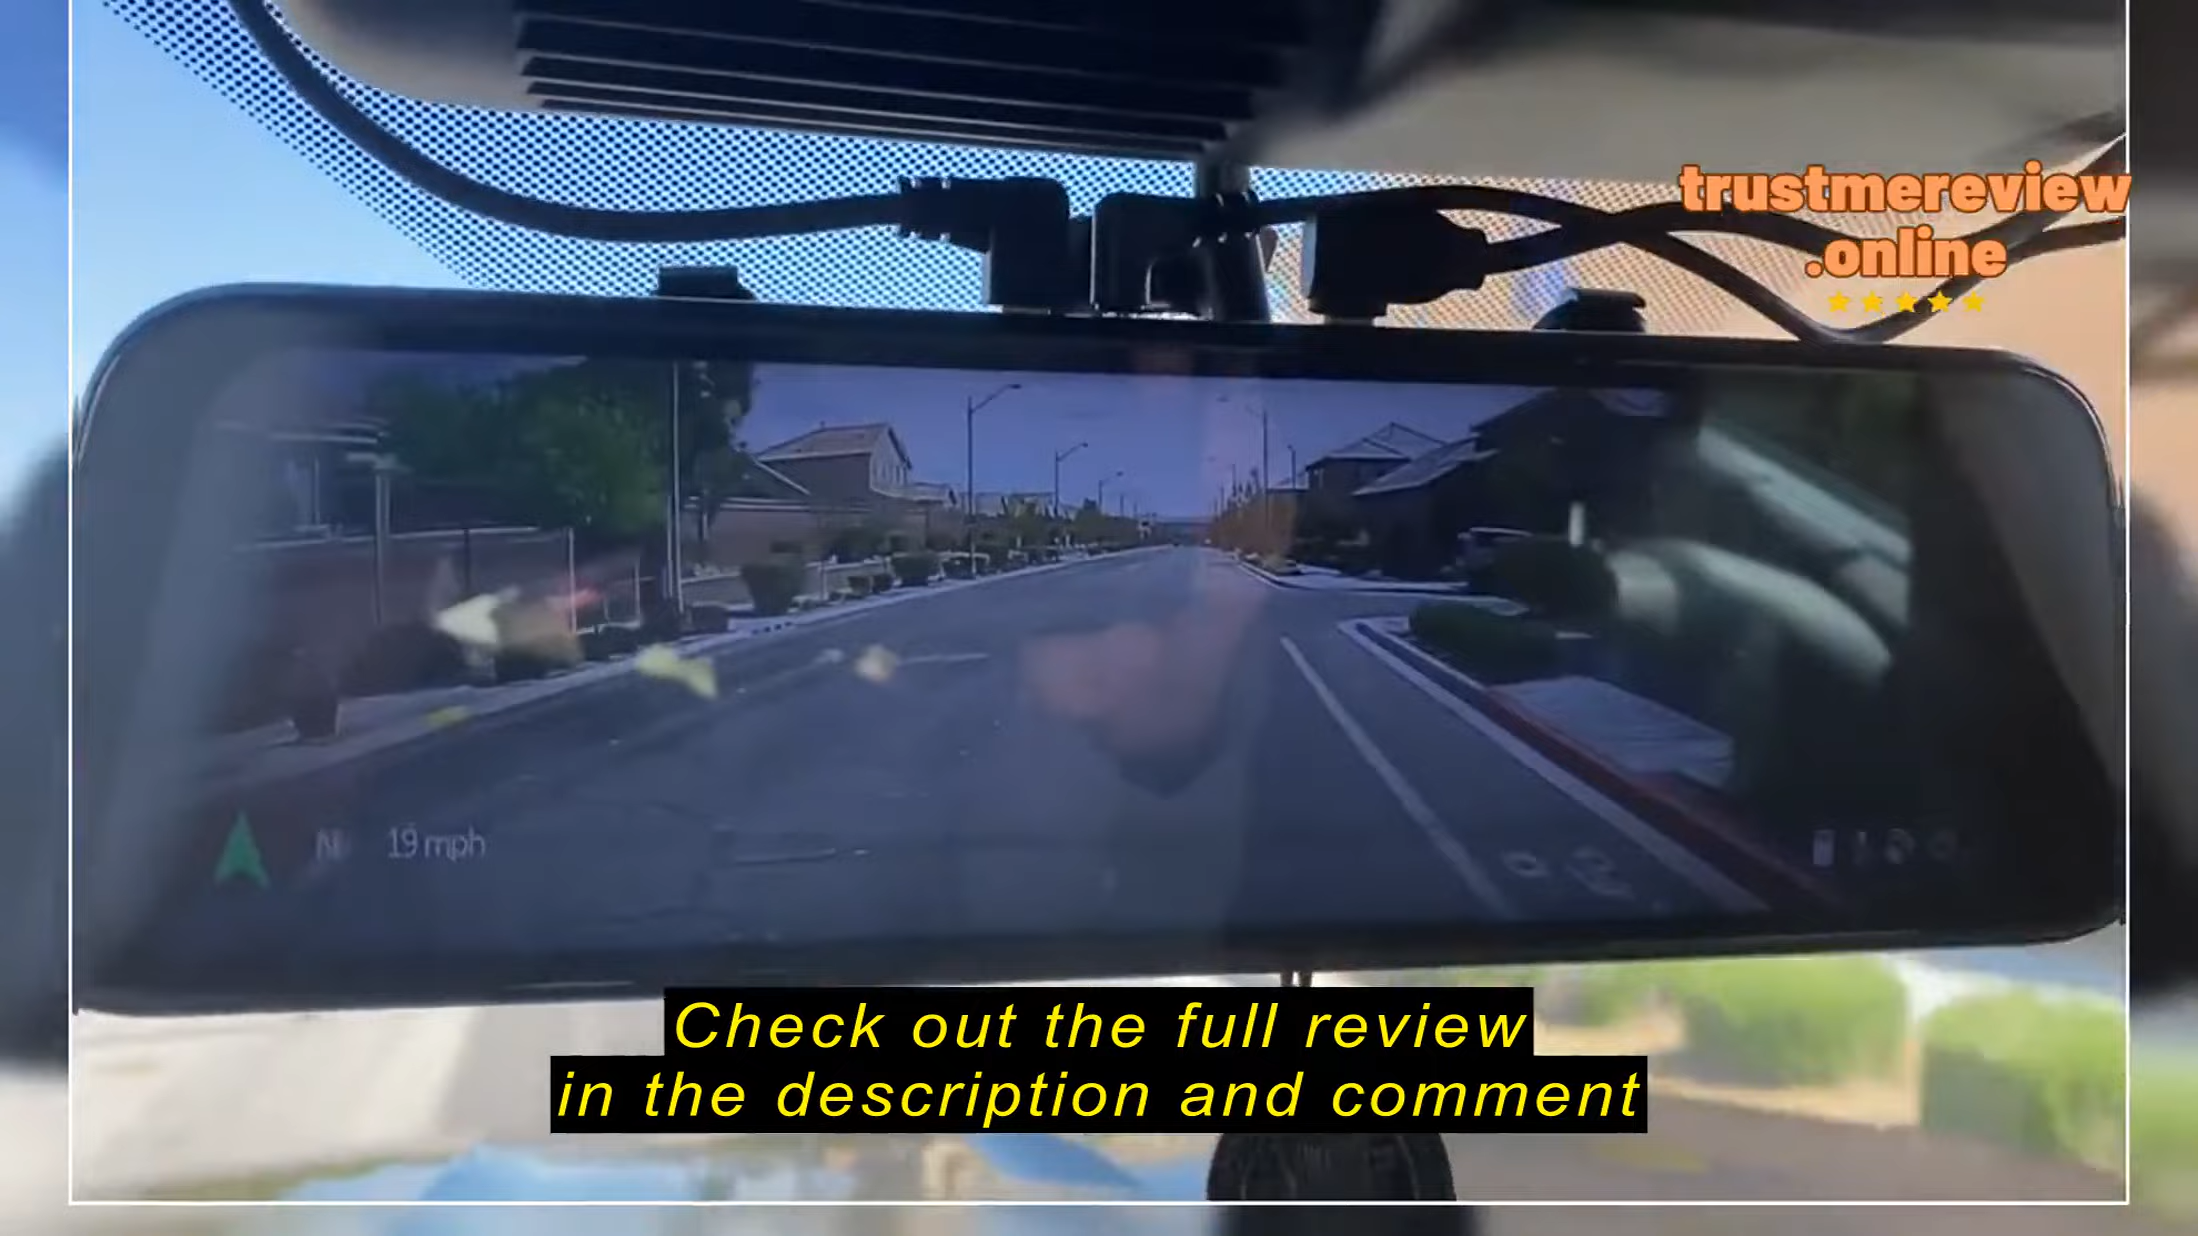 trustmereview
.online
N 19 mph
Check out the full review
in the description and comment